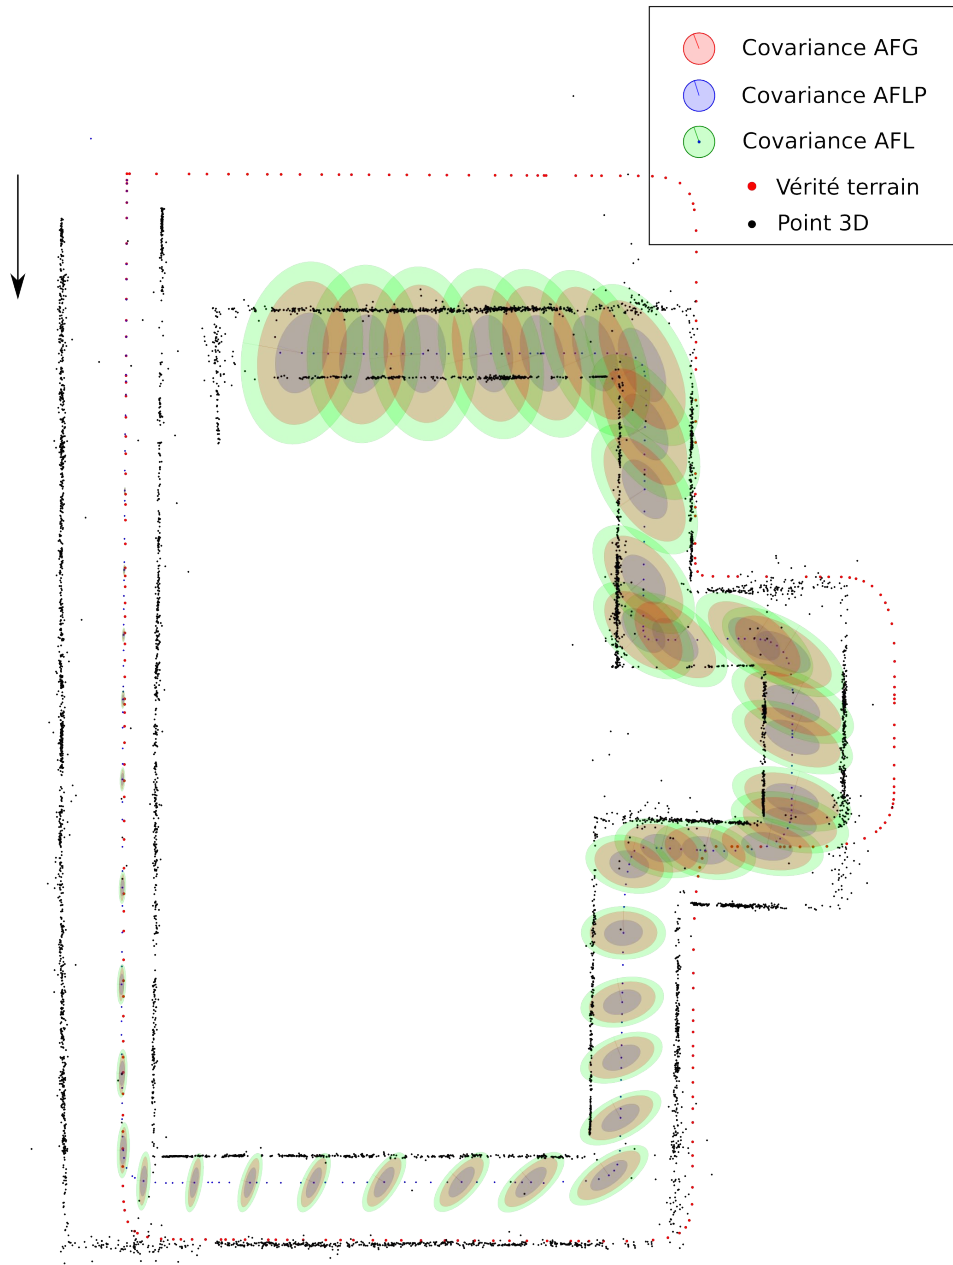 Covariance AFG
Covariance AFLP
Covariance AFL
Vérité terrain
Point 3D